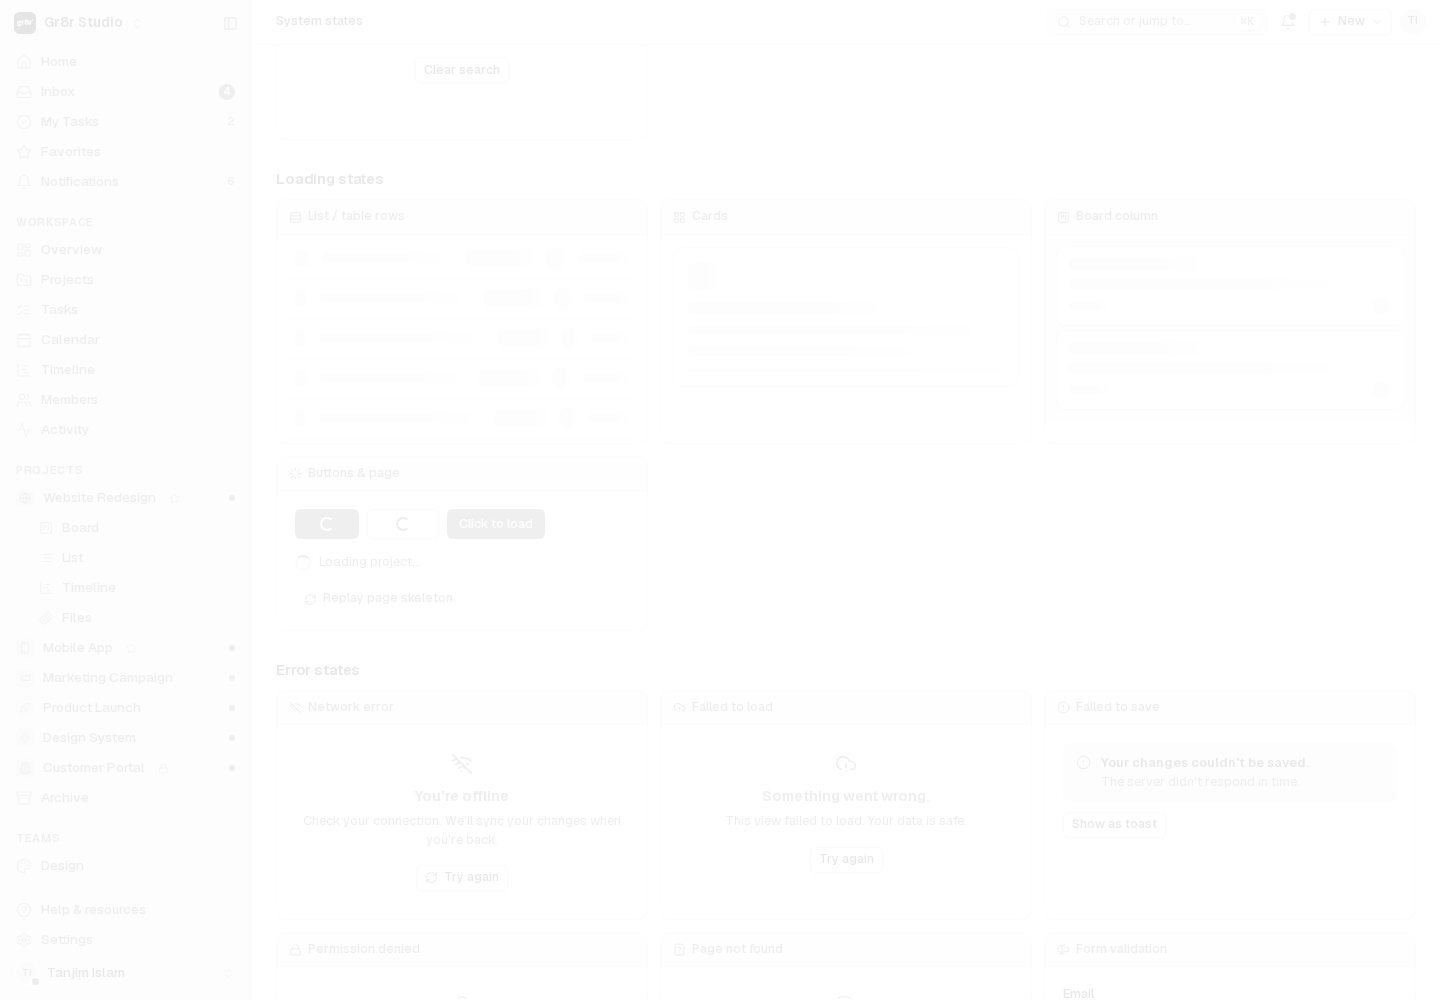 gr8r
Gr8r Studio
System states
Search or jump to...
⌘K
New
TI
Home
Inbox
4
My Tasks
2
Favorites
Notifications
6
WORKSPACE
Overview
Projects
Tasks
Calendar
Timeline
Members
Activity
PROJECTS
Website Redesign
Board
List
Timeline
Files
Mobile App
Marketing Campaign
Product Launch
Design System
Customer Portal
Archive
TEAMS
Design
Help & resources
Settings
TI
Tanjim Islam
Clear search
Loading states
List / table rows
Cards
Board column
Buttons & page
Click to load
Loading project...
Replay page skeleton
Error states
Network error
You're offline
Check your connection. We'll sync your changes when
you're back.
Try again
Failed to load
Something went wrong.
This view failed to load. Your data is safe.
Try again
Failed to save
Your changes couldn't be saved.
The server didn't respond in time.
Show as toast
Permission denied
Page not found
Form validation
Email